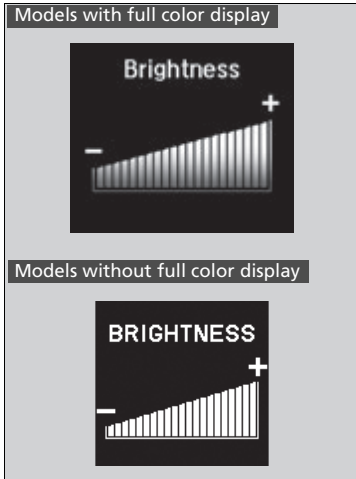 Models with full color display
Brightness
+
−
Models without full color display
BRIGHTNESS
+
−